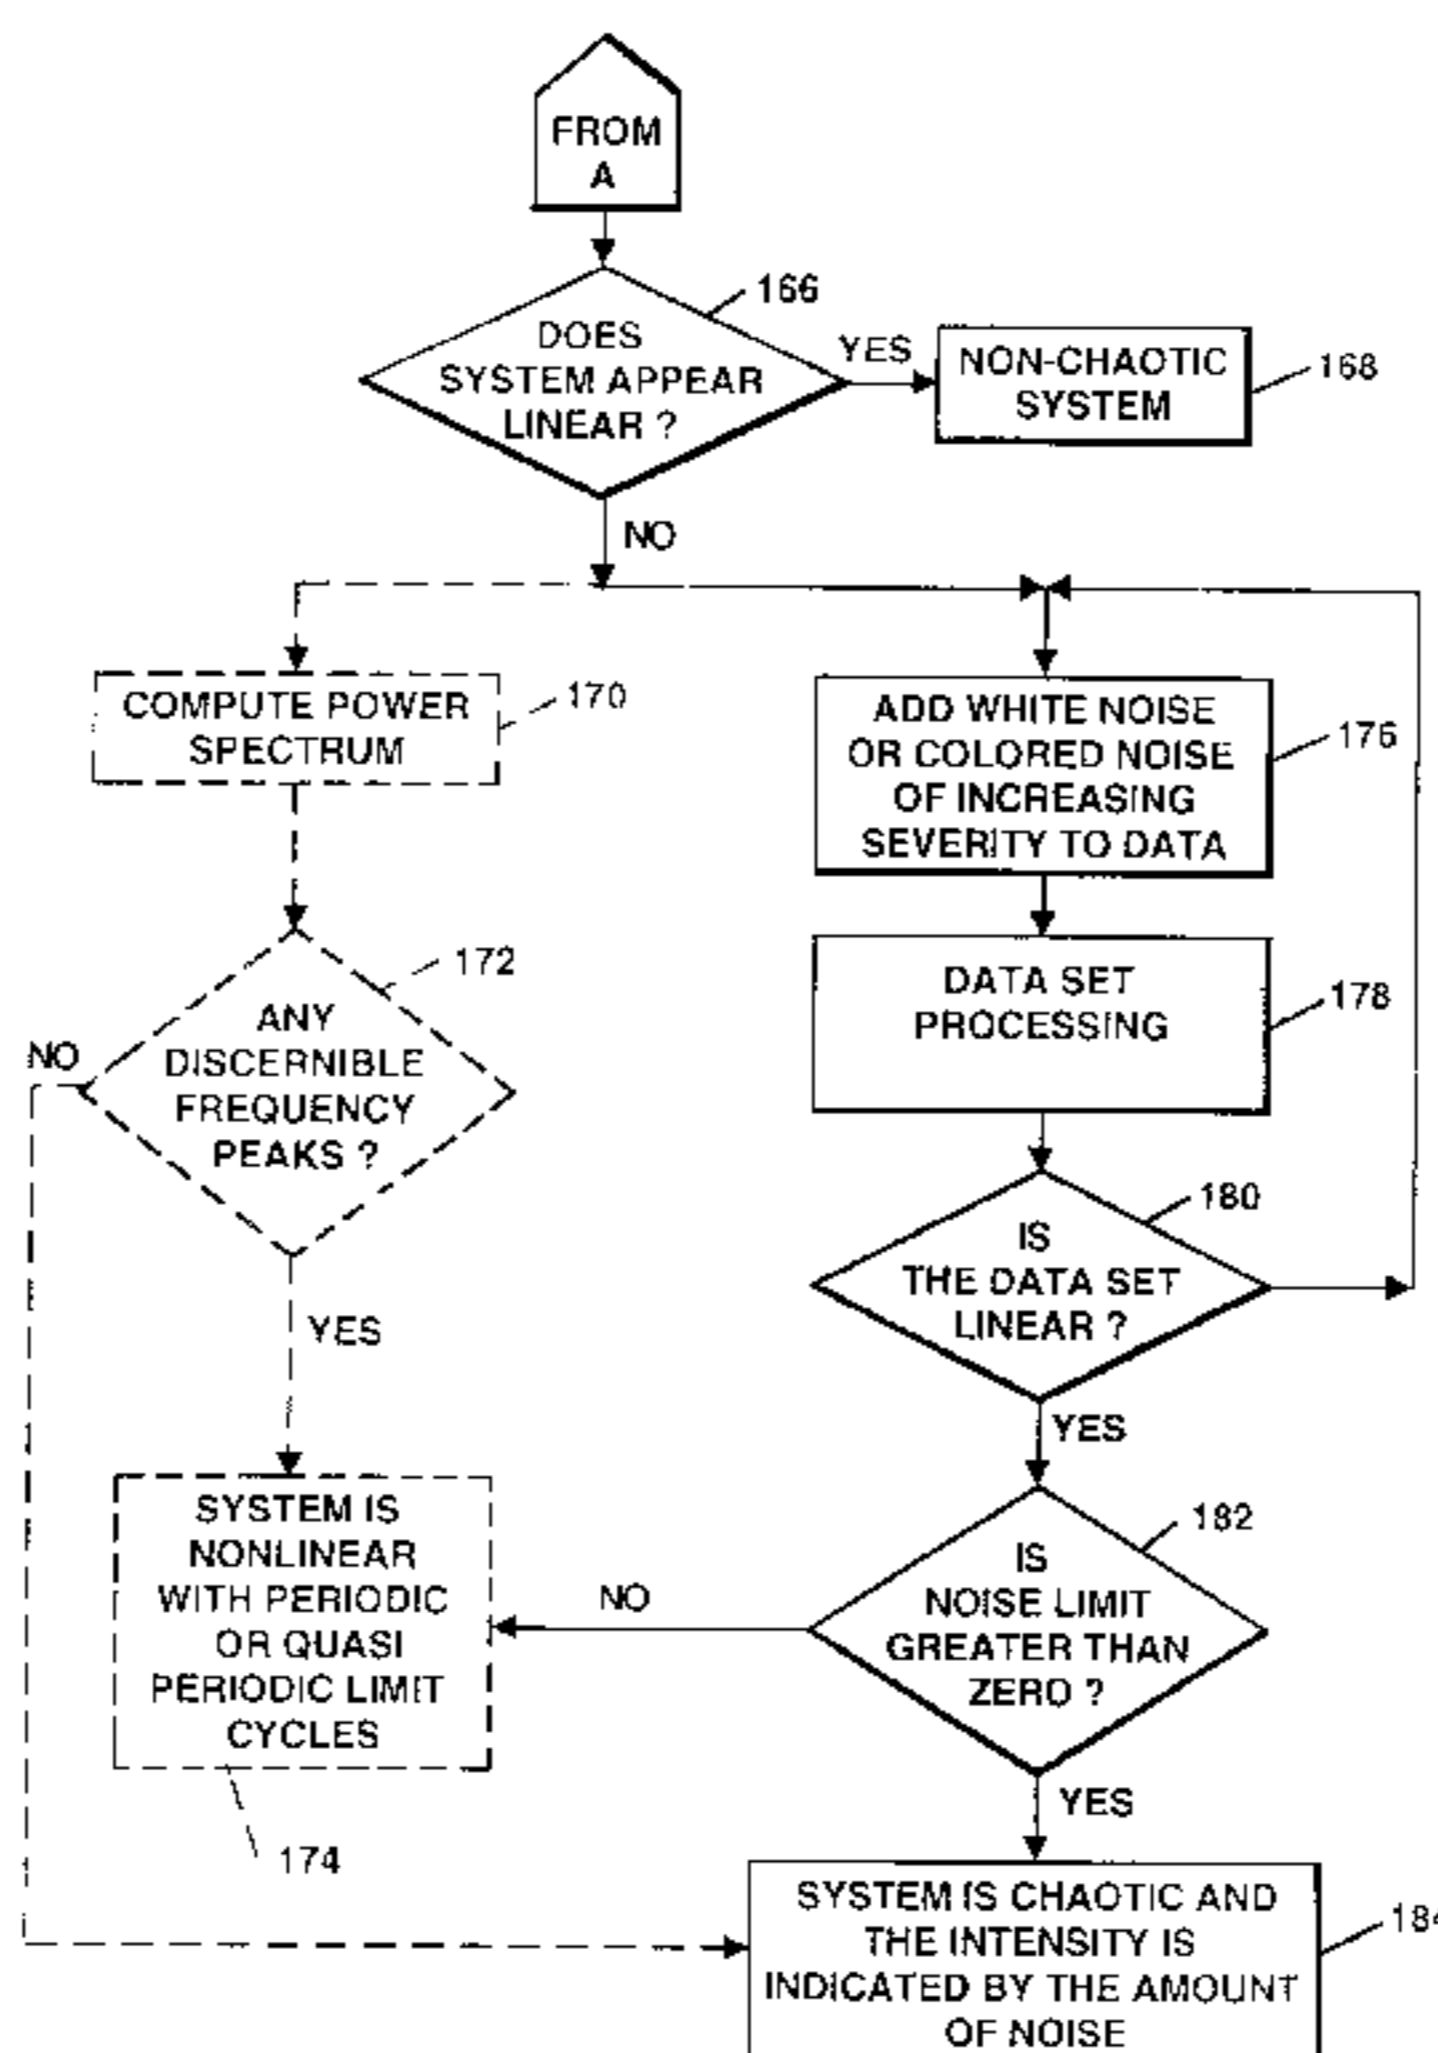 FROM
A
166
DOES
SYSTEM APPEAR
LINEAR ?
YES
NON-CHAOTIC
SYSTEM
168
NO
COMPUTE POWER
SPECTRUM
170
ADD WHITE NOISE
OR COLORED NOISE
OF INCREASING
SEVERITY TO DATA
176
172
ANY
DISCERNIBLE
FREQUENCY
PEAKS ?
NO
DATA SET
PROCESSING
178
180
IS
THE DATA SET
LINEAR ?
YES
YES
SYSTEM IS
NONLINEAR
WITH PERIODIC
OR QUASI
PERIODIC LIMIT
CYCLES
174
182
IS
NOISE LIMIT
GREATER THAN
ZERO ?
NO
YES
SYSTEM IS CHAOTIC AND
THE INTENSITY IS
INDICATED BY THE AMOUNT
OF NOISE
184